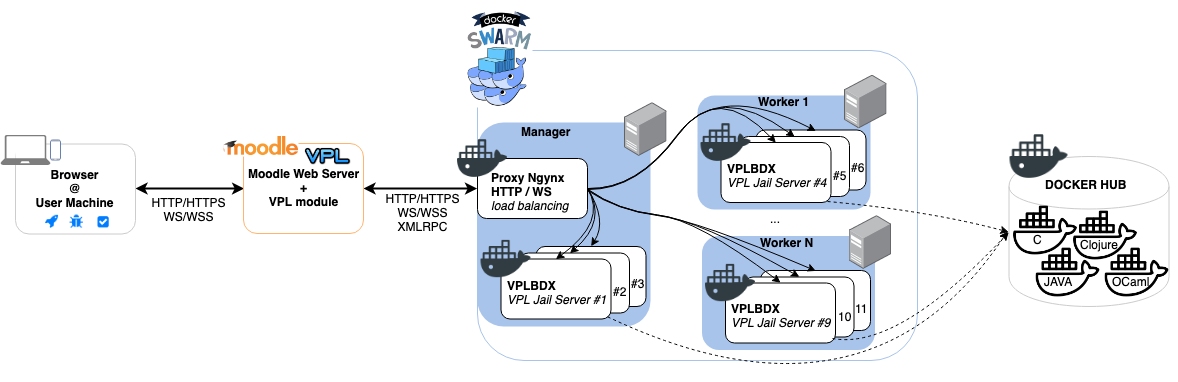 docker
SWARM
Browser
@
User Machine
HTTP/HTTPS
WS/WSS
moodle VPL
Moodle Web Server
+
VPL module
HTTP/HTTPS
WS/WSS
XMLRPC
Manager
Proxy Ngynx
HTTP / WS
load balancing
VPLBDX
VPL Jail Server #1
#2
#3
Worker 1
VPLBDX
VPL Jail Server #4
#5
#6
...
Worker N
VPLBDX
VPL Jail Server #9
10
11
DOCKER HUB
C
Clojure
JAVA
OCaml